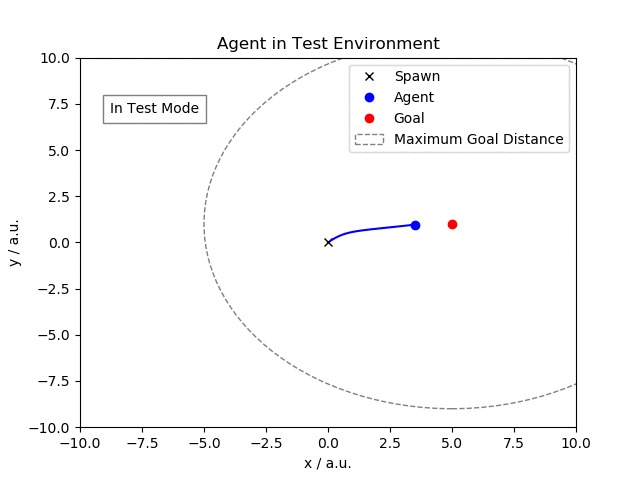 Agent in Test Environment
In Test Mode
Spawn
Agent
Goal
Maximum Goal Distance
10.0
7.5
5.0
2.5
0.0
−2.5
−5.0
−7.5
−10.0
y / a.u.
−10.0 −7.5 −5.0 −2.5 0.0 2.5 5.0 7.5 10.0
x / a.u.